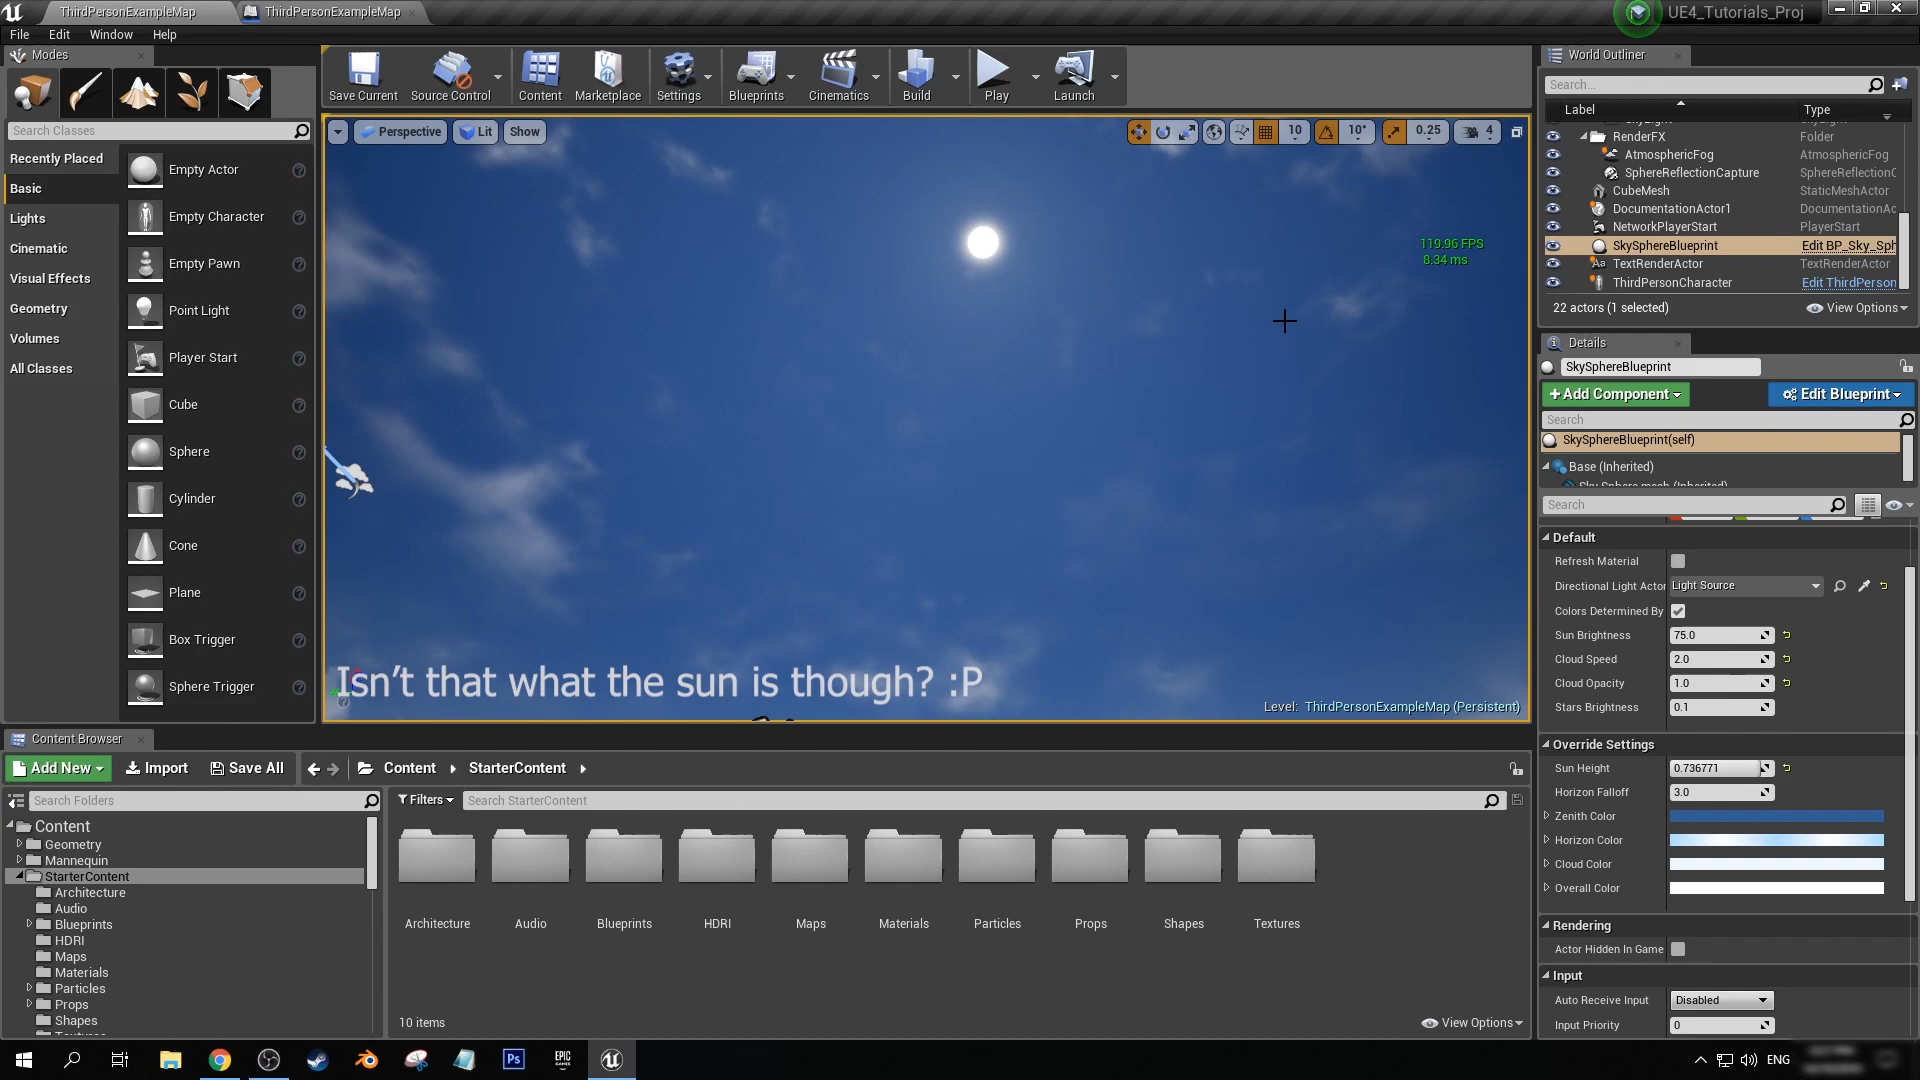 ThirdPersonExampleMap
ThirdPersonExampleMap
UE4_Tutorials_Proj
File Edit Window Help
Modes
Search Classes
Recently Placed
Basic
Lights
Cinematic
Visual Effects
Geometry
Volumes
All Classes
Empty Actor
Empty Character
Empty Pawn
Point Light
Player Start
Cube
Sphere
Cylinder
Cone
Plane
Box Trigger
Sphere Trigger
Save Current Source Control Content Marketplace Settings Blueprints Cinematics Build Play Launch
Perspective Lit Show
10 10° 0.25 4
119.96 FPS
8.34 ms
Isn't that what the sun is though? :P
Level: ThirdPersonExampleMap (Persistent)
World Outliner
Search...
Label Type
RenderFX Folder
AtmosphericFog AtmosphericFog
SphereReflectionCapture SphereReflectionC
CubeMesh StaticMeshActor
DocumentationActor1 DocumentationAc
NetworkPlayerStart PlayerStart
SkySphereBlueprint Edit BP_Sky_Sph
TextRenderActor TextRenderActor
ThirdPersonCharacter Edit ThirdPerson
22 actors (1 selected) View Options
Details
SkySphereBlueprint
+Add Component Edit Blueprint
Search
SkySphereBlueprint(self)
Base (Inherited)
Sky Sphere mesh (Inherited)
Search
Default
Refresh Material
Directional Light Actor Light Source
Colors Determined By
Sun Brightness 75.0
Cloud Speed 2.0
Cloud Opacity 1.0
Stars Brightness 0.1
Override Settings
Sun Height 0.736771
Horizon Falloff 3.0
Zenith Color
Horizon Color
Cloud Color
Overall Color
Rendering
Actor Hidden In Game
Input
Auto Receive Input Disabled
Input Priority 0
Content Browser
Add New Import Save All Content StarterContent
Search Folders
Content
Geometry
Mannequin
StarterContent
Architecture
Audio
Blueprints
HDRI
Maps
Materials
Particles
Props
Shapes
Filters Search StarterContent
Architecture Audio Blueprints HDRI Maps Materials Particles Props Shapes Textures
10 items View Options
Ps EPIC GAMES ENG